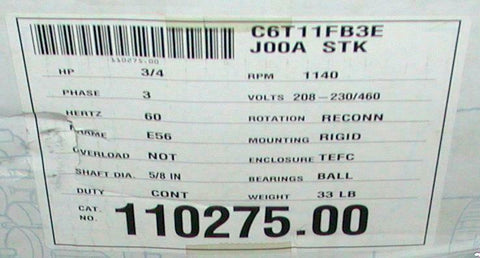 C6T11FB3E
J00A STK
110275.00
HP 3/4 RPM 1140
PHASE 3 VOLTS 208-230/460
HERTZ 60 ROTATION RECONN
E56 MOUNTING RIGID
OVERLOAD NOT ENCLOSURE TEFC
SHAFT DIA. 5/8 IN BEARINGS BALL
DUTY CONT WEIGHT 33 LB
CAT. NO. 110275.00